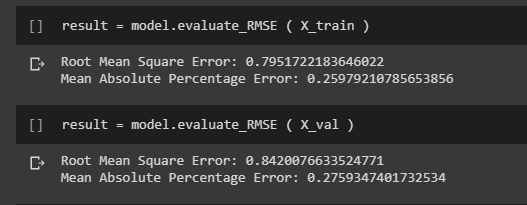 [ ] result = model.evaluate_RMSE ( X_train )
Root Mean Square Error: 0.7951722183646022
Mean Absolute Percentage Error: 0.25979210785653856
[ ] result = model.evaluate_RMSE ( X_val )
Root Mean Square Error: 0.8420076633524771
Mean Absolute Percentage Error: 0.2759347401732534